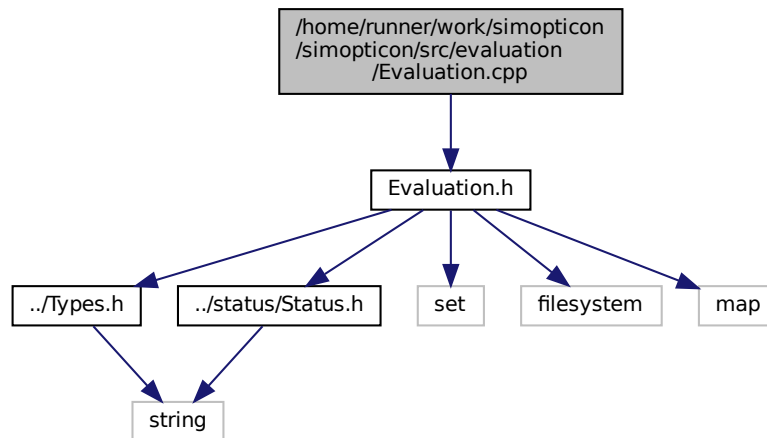 /home/runner/work/simopticon
/simopticon/src/evaluation
/Evaluation.cpp
Evaluation.h
../Types.h
../status/Status.h
set
filesystem
map
string